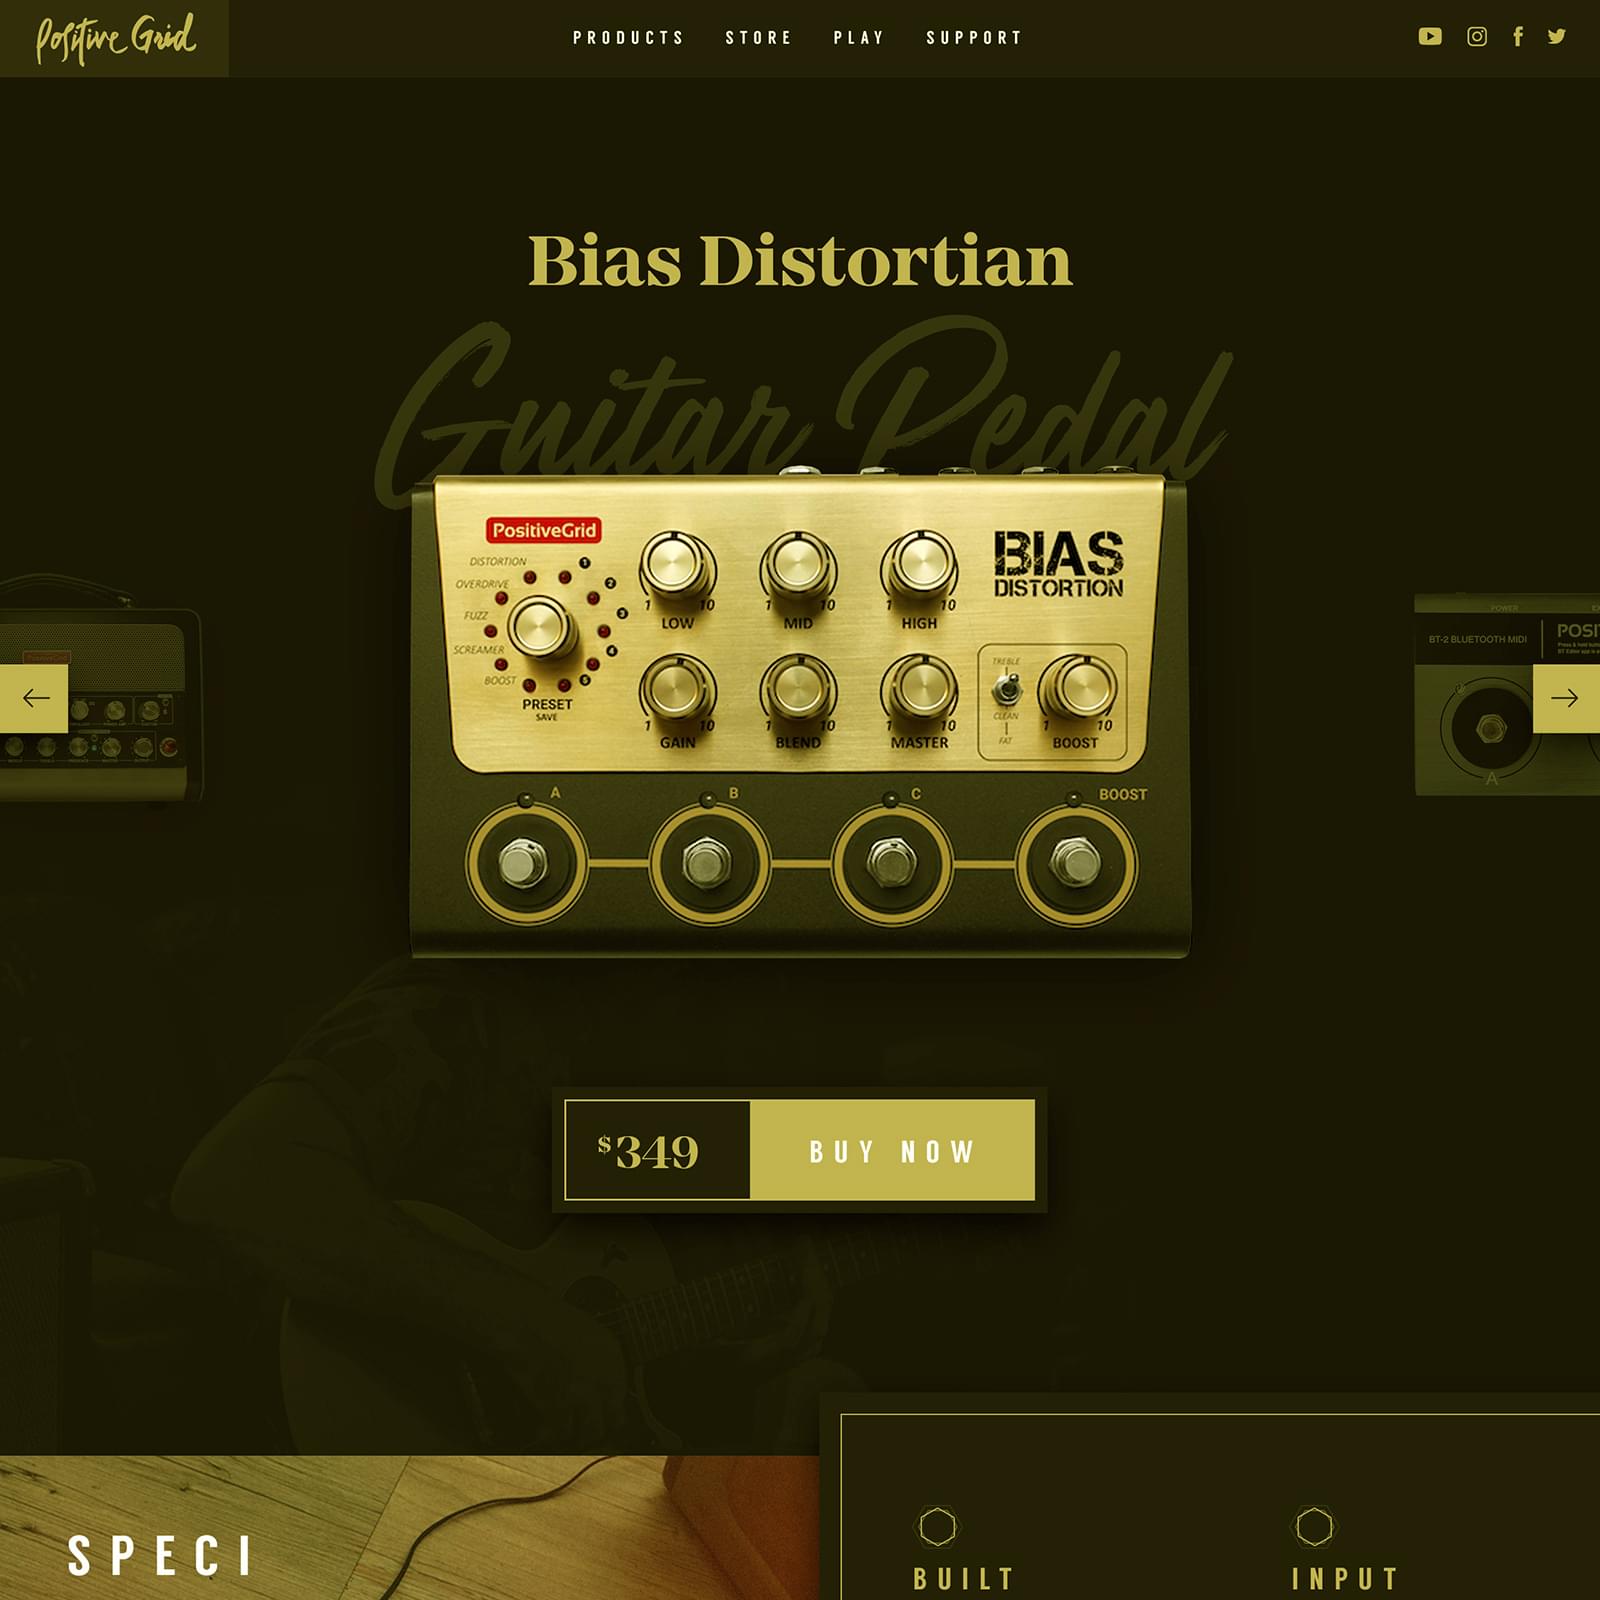 Positive Grid
PRODUCTS STORE PLAY SUPPORT
Bias Distortian
Guitar Pedal
PositiveGrid
BIAS
DISTORTION
DISTORTION
OVERDRIVE
FUZZ
SCREAMER
BOOST
1
2
3
4
5
PRESET
SAVE
1 10
LOW
1 10
MID
1 10
HIGH
1 10
GAIN
1 10
BLEND
1 10
MASTER
TREBLE
CLEAN
FAT
1 10
BOOST
A
B
C
BOOST
PositiveGrid
POWER
BT-2 BLUETOOTH MIDI
POSI
A
$349
BUY NOW
SPECI
BUILT
INPUT